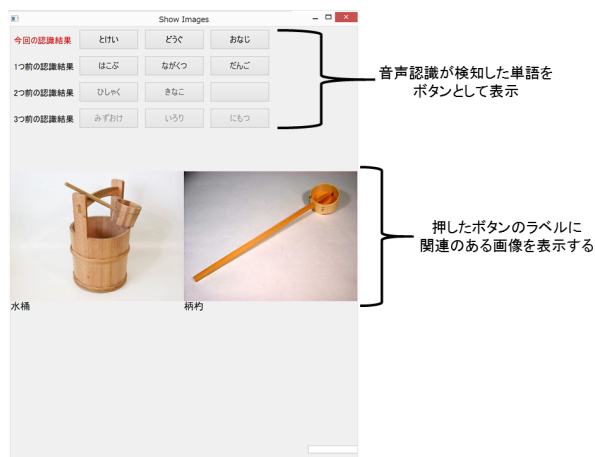 Show Images
今回の認識結果 とけい どうぐ おなじ
1つ前の認識結果 はこぶ ながくつ だんご
2つ前の認識結果 ひしゃく きなこ
3つ前の認識結果 みずおけ いろり にもつ
音声認識が検知した単語を
ボタンとして表示
押したボタンのラベルに
関連のある画像を表示する
水桶 柄杓